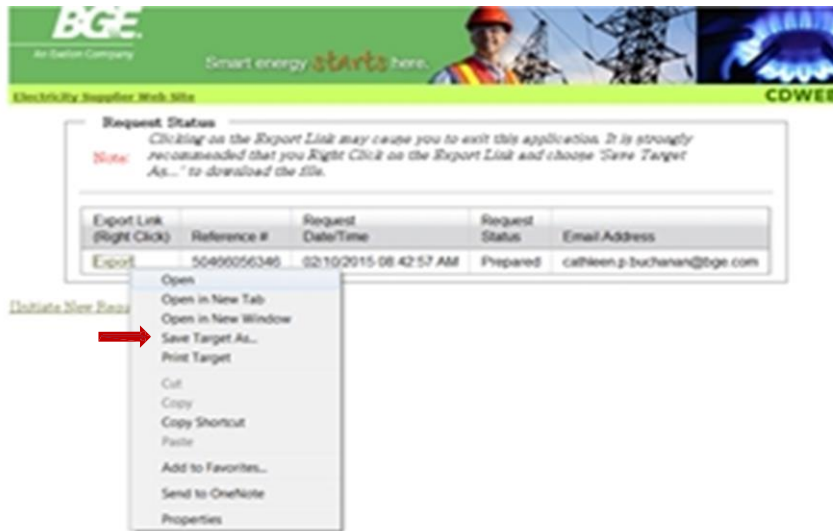 BGE.
An Exelon Company
Smart energy starts here.
Electricity Supplier Web Site
CDWEB
Request Status
Note: Clicking on the Export Link may cause you to exit this application. It is strongly
recommended that you Right Click on the Export Link and choose 'Save Target
As...' to download the file.
Export Link (Right Click) Reference # Request Date/Time Request Status Email Address
Export 50466056346 02/10/2015 08:42:57 AM Prepared cathleen.p.buchanan@bge.com
[Initiate New Requ
Open
Open in New Tab
Open in New Window
Save Target As...
Print Target
Cut
Copy
Copy Shortcut
Paste
Add to Favorites...
Send to OneNote
Properties